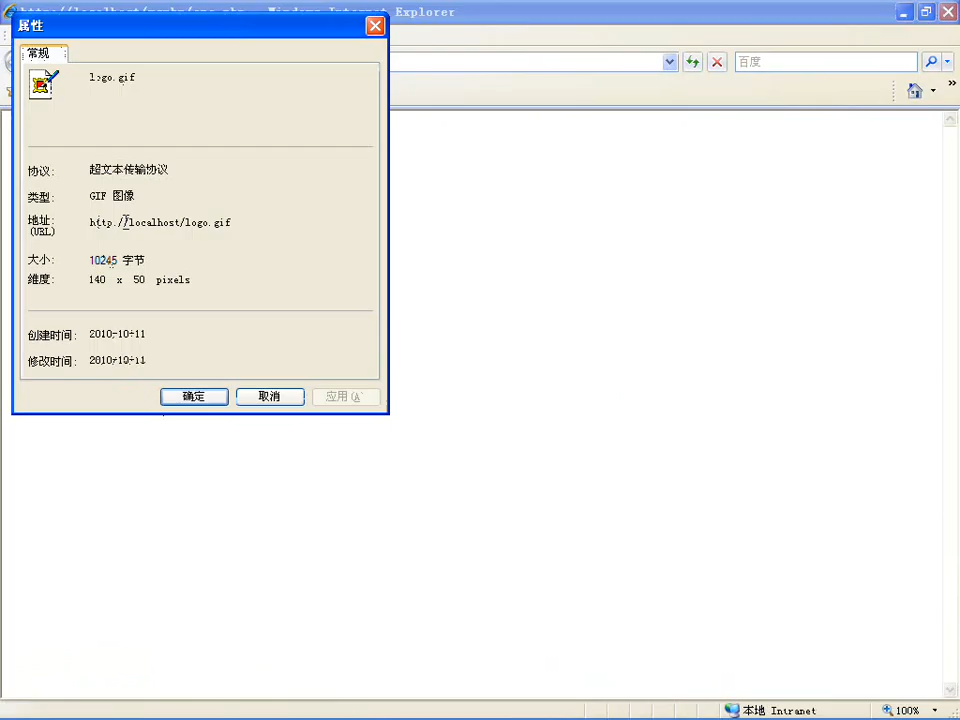 Windows Internet Explorer
属性
常规
logo.gif
百度
协议: 超文本传输协议
类型: GIF 图像
地址: http://localhost/logo.gif
(URL)
大小: 10245 字节
维度: 140 x 50 pixels
创建时间: 2010-10-11
修改时间: 2010-10-11
确定 取消 应用(A)
本地 Intranet 100%